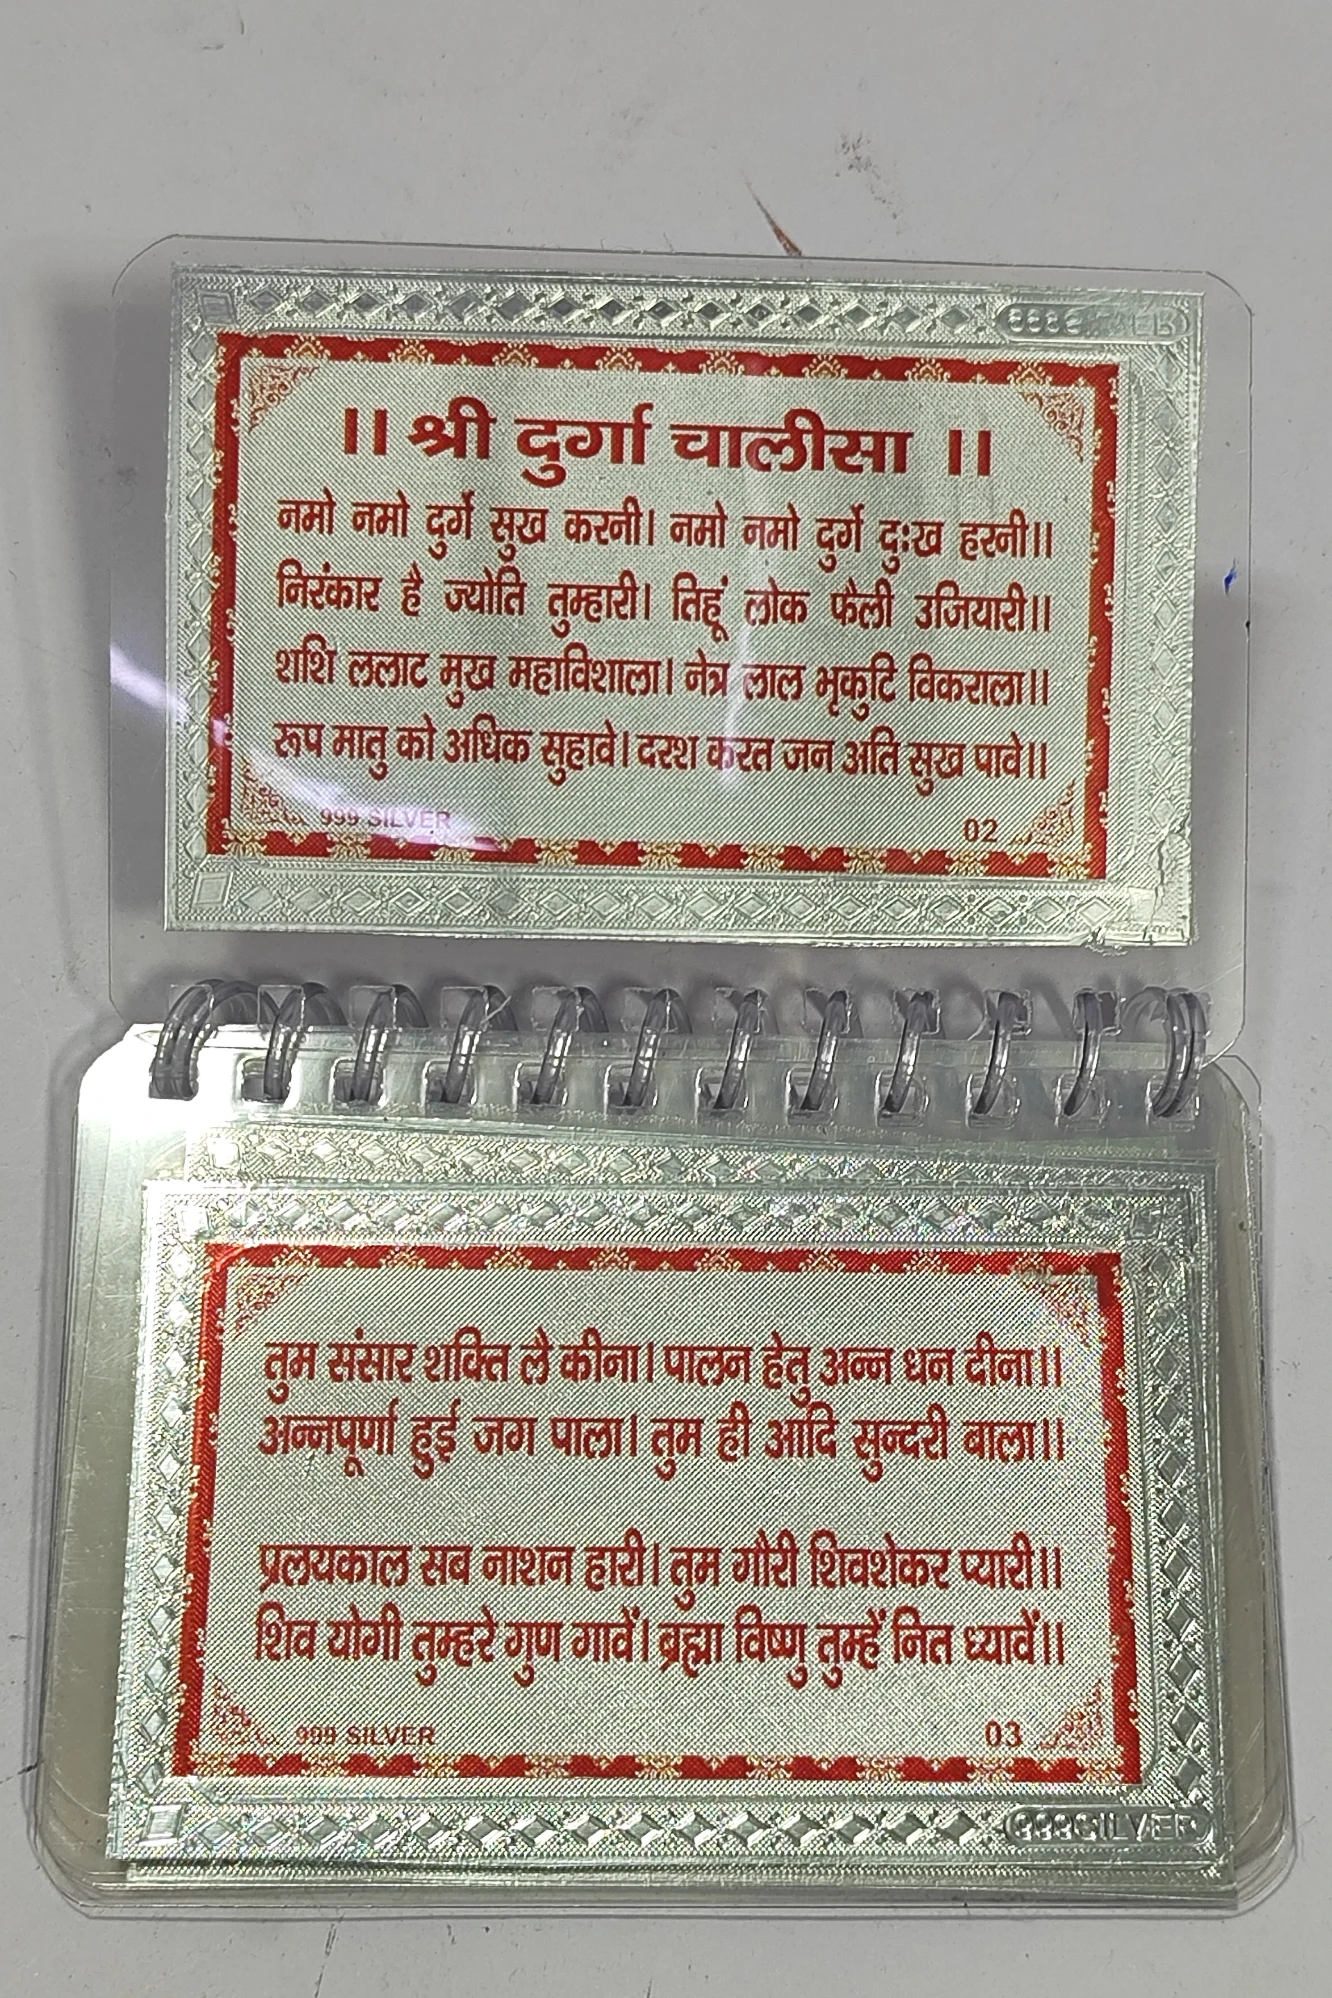 999 SILVER
।। श्री दुर्गा चालीसा ।।
नमो नमो दुर्गे सुख करनी। नमो नमो दुर्गे दुःख हरनी।।
निरंकार है ज्योति तुम्हारी। तिहूं लोक फैली उजियारी।।
शशि ललाट मुख महाविशाला। नेत्र लाल भृकुटि विकराला।।
रूप मातु को अधिक सुहावे। दरश करत जन अति सुख पावे।।
999 SILVER
02
तुम संसार शक्ति लै कीना। पालन हेतु अन्न धन दीना।।
अन्नपूर्णा हुई जग पाला। तुम ही आदि सुन्दरी बाला।।
प्रलयकाल सब नाशन हारी। तुम गौरी शिवशेकर प्यारी।।
शिव योगी तुम्हरे गुण गावें। ब्रह्मा विष्णु तुम्हें नित ध्यावें।।
999 SILVER
03
999SILVER